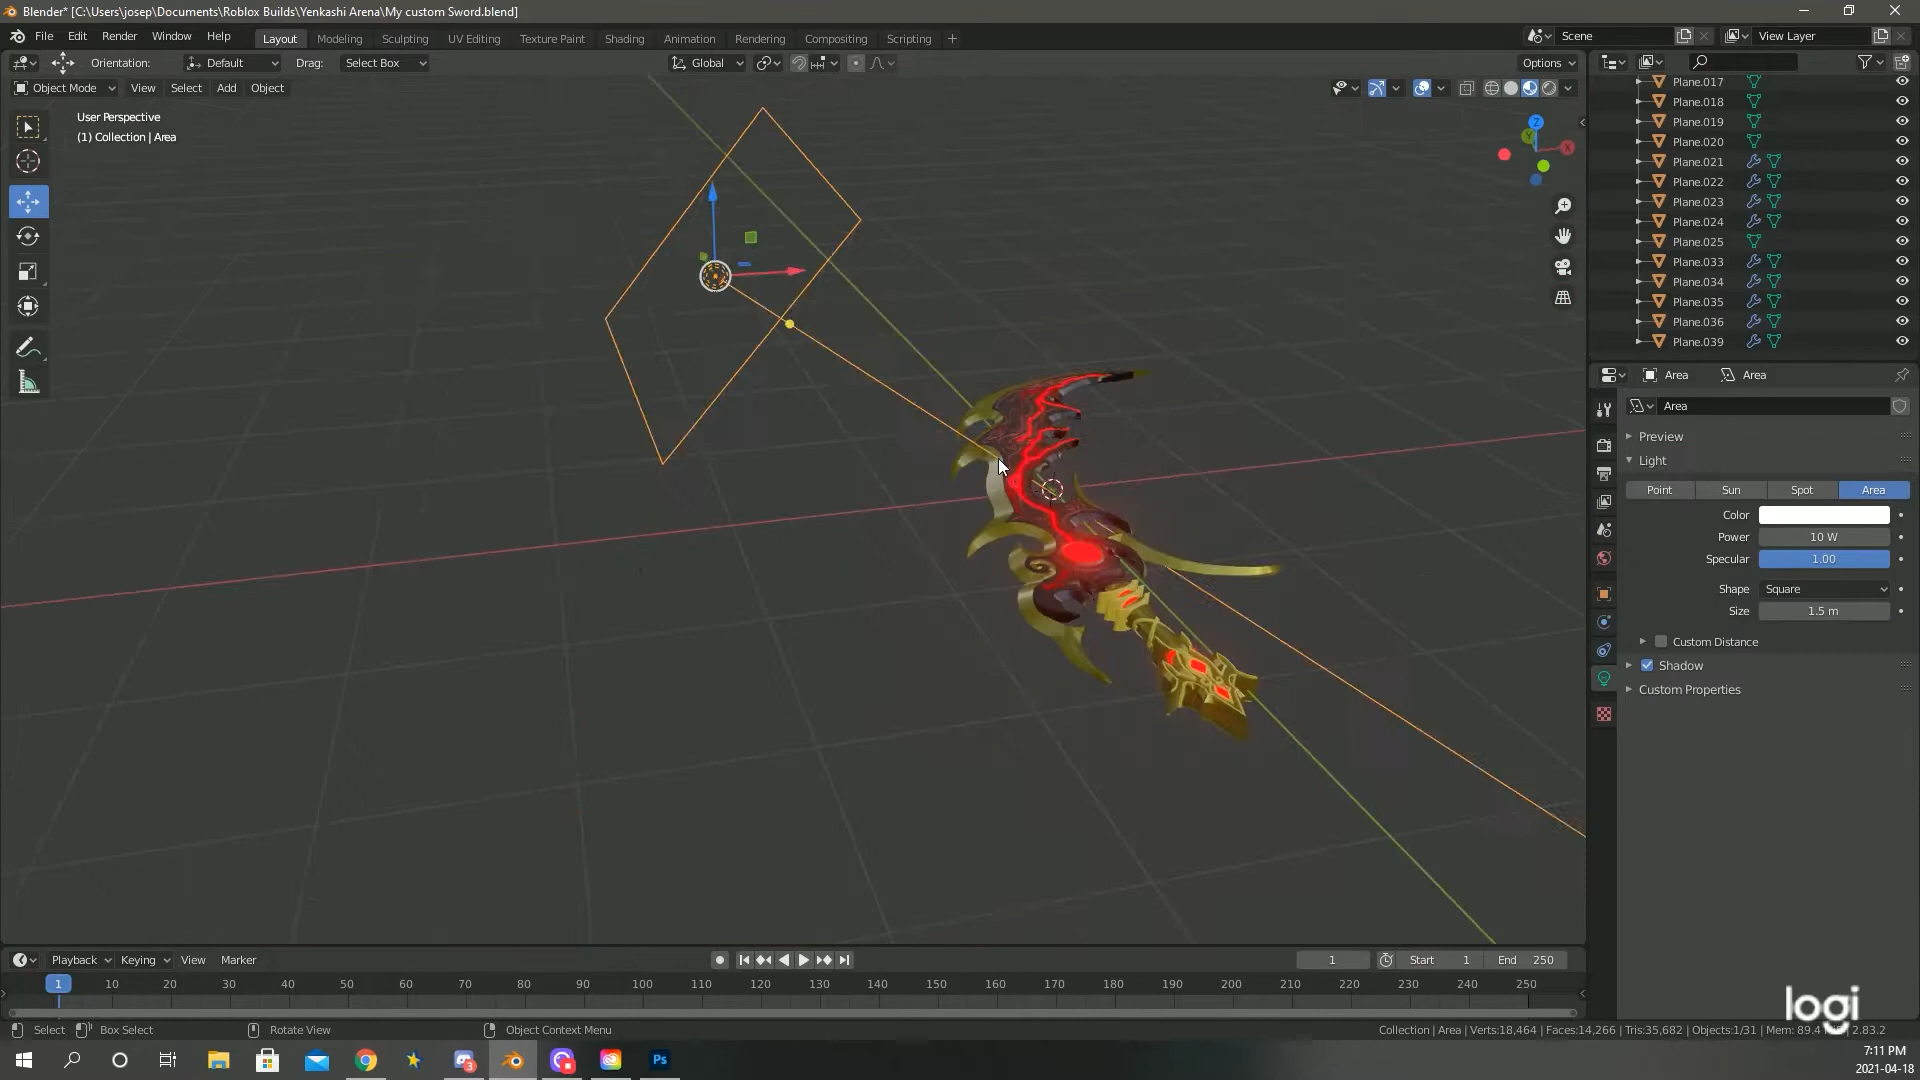 Blender* [C:\Users\josep\Documents\Roblox Builds\Yenkashi Arena\My custom Sword.blend]
File Edit Render Window Help Layout Modeling Sculpting UV Editing Texture Paint Shading Animation Rendering Compositing Scripting + Scene View Layer
Orientation: Default Drag: Select Box Global Options
Object Mode View Select Add Object
User Perspective
(1) Collection | Area
Z
Y
X
Plane.017
Plane.018
Plane.019
Plane.020
Plane.021
Plane.022
Plane.023
Plane.024
Plane.025
Plane.033
Plane.034
Plane.035
Plane.036
Plane.039
Area Area
Area
Preview
Light
Point Sun Spot Area
Color
Power 10 W
Specular 1.00
Shape Square
Size 1.5 m
Custom Distance
Shadow
Custom Properties
Playback Keying View Marker 1 Start 1 End 250
1 10 20 30 40 50 60 70 80 90 100 110 120 130 140 150 160 170 180 190 200 210 220 230 240 250
logi
Select Box Select Rotate View Object Context Menu Collection | Area | Verts:18,464 | Faces:14,266 | Tris:35,682 | Objects:1/31 | Mem: 89.4 2.83.2
3
Ps
7:11 PM
2021-04-18